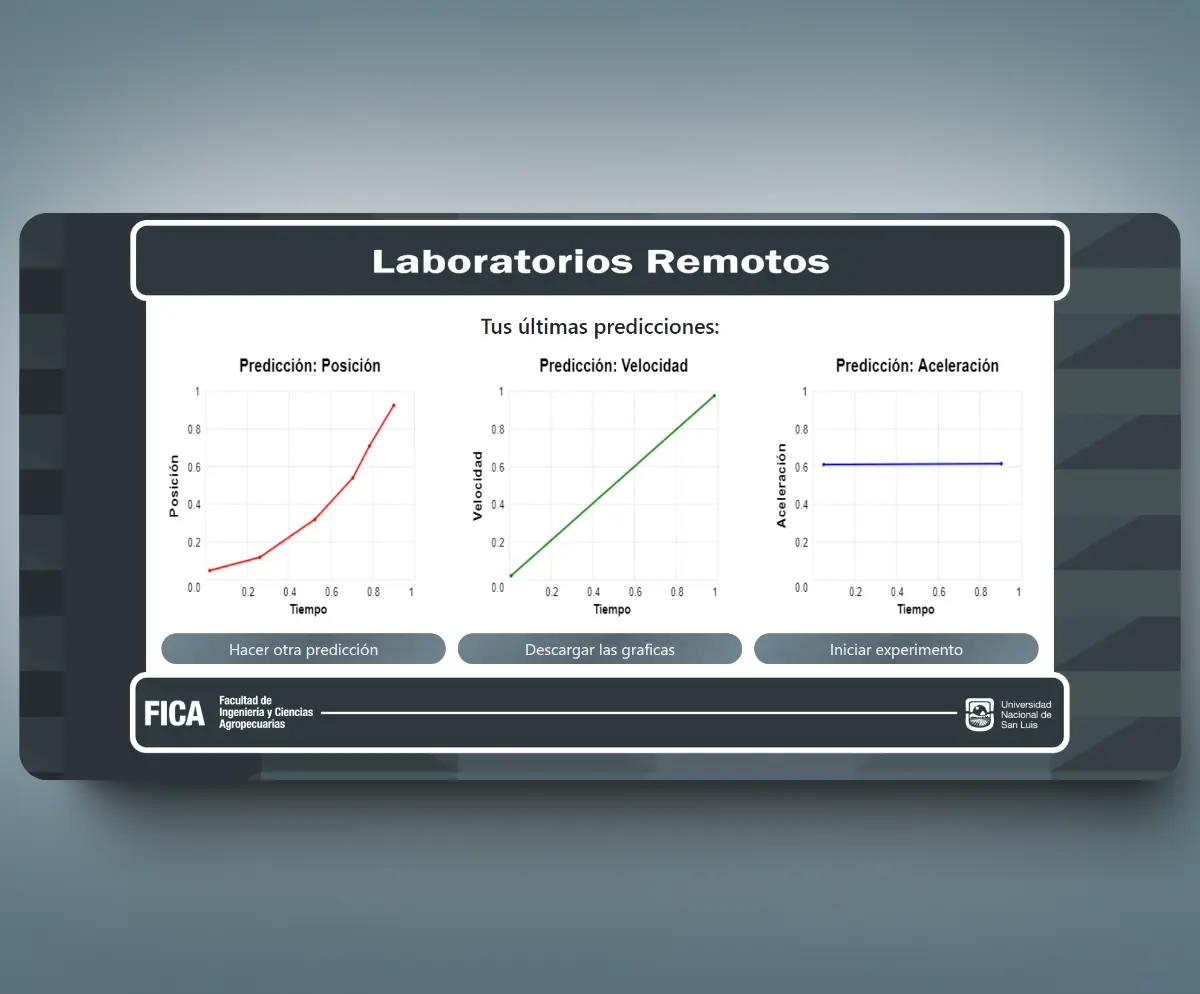 Laboratorios Remotos
Tus últimas predicciones:
Predicción: Posición
1
0.8
0.6
0.4
0.2
0.0
Posición
0.2 0.4 0.6 0.8 1
Tiempo
Predicción: Velocidad
1
0.8
0.6
0.4
0.2
0.0
Velocidad
0.2 0.4 0.6 0.8 1
Tiempo
Predicción: Aceleración
1
0.8
0.6
0.4
0.2
0.0
Aceleración
0.2 0.4 0.6 0.8 1
Tiempo
Hacer otra predicción
Descargar las graficas
Iniciar experimento
FICA
Facultad de
Ingeniería y Ciencias
Agropecuarias
Universidad
Nacional de
San Luis